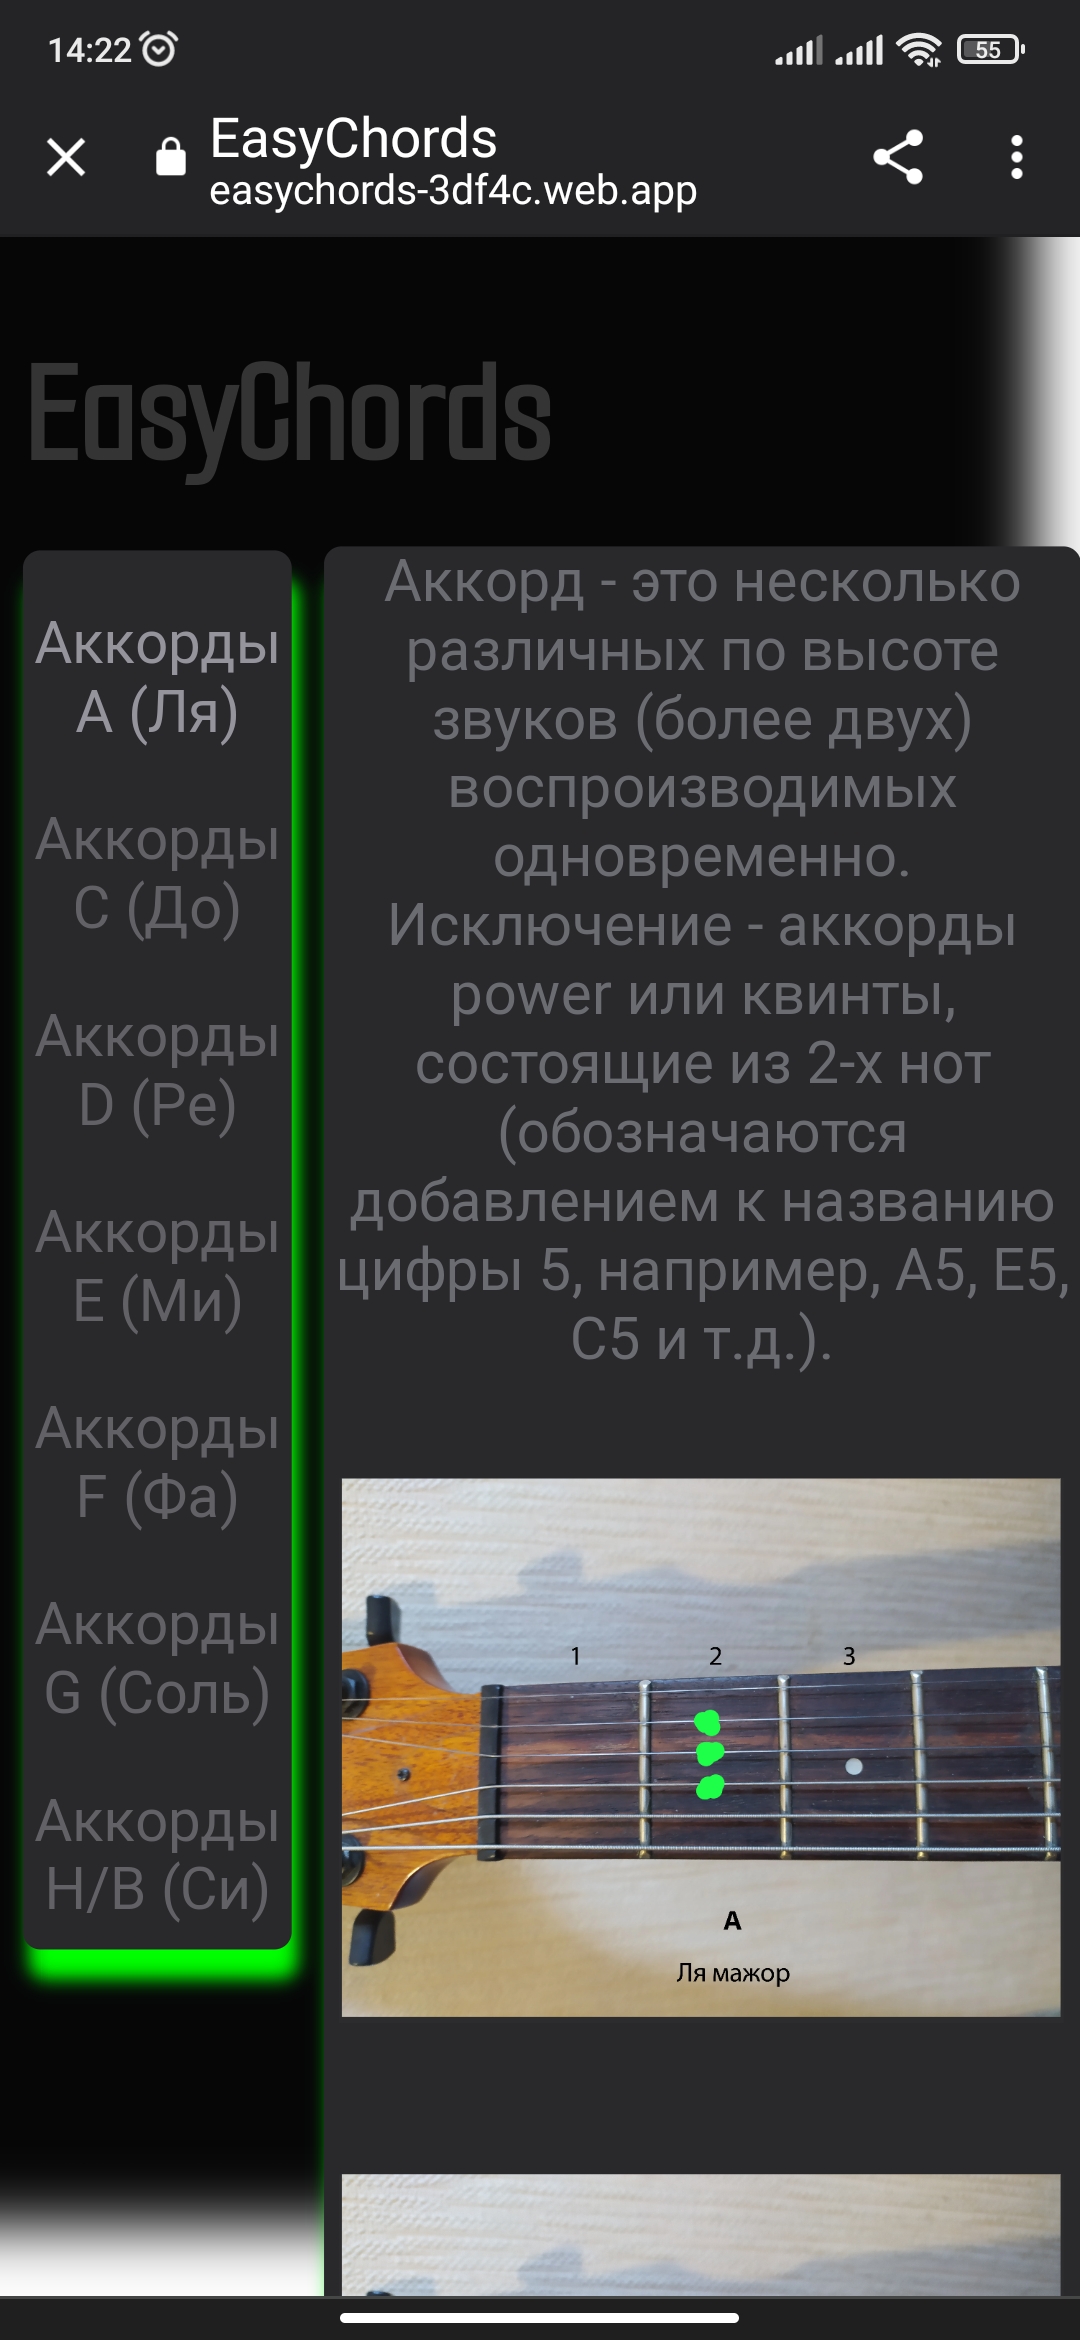 14:22
55
EasyChords
easychords-3df4c.web.app
EasyChords
Аккорды
А (Ля)
Аккорды
С (До)
Аккорды
D (Ре)
Аккорды
Е (Ми)
Аккорды
F (Фа)
Аккорды
G (Соль)
Аккорды
H/B (Си)
Аккорд - это несколько
различных по высоте
звуков (более двух)
воспроизводимых
одновременно.
Исключение - аккорды
power или квинты,
состоящие из 2-х нот
(обозначаются
добавлением к названию
цифры 5, например, A5, E5,
C5 и т.д.).
1 2 3
A
Ля мажор